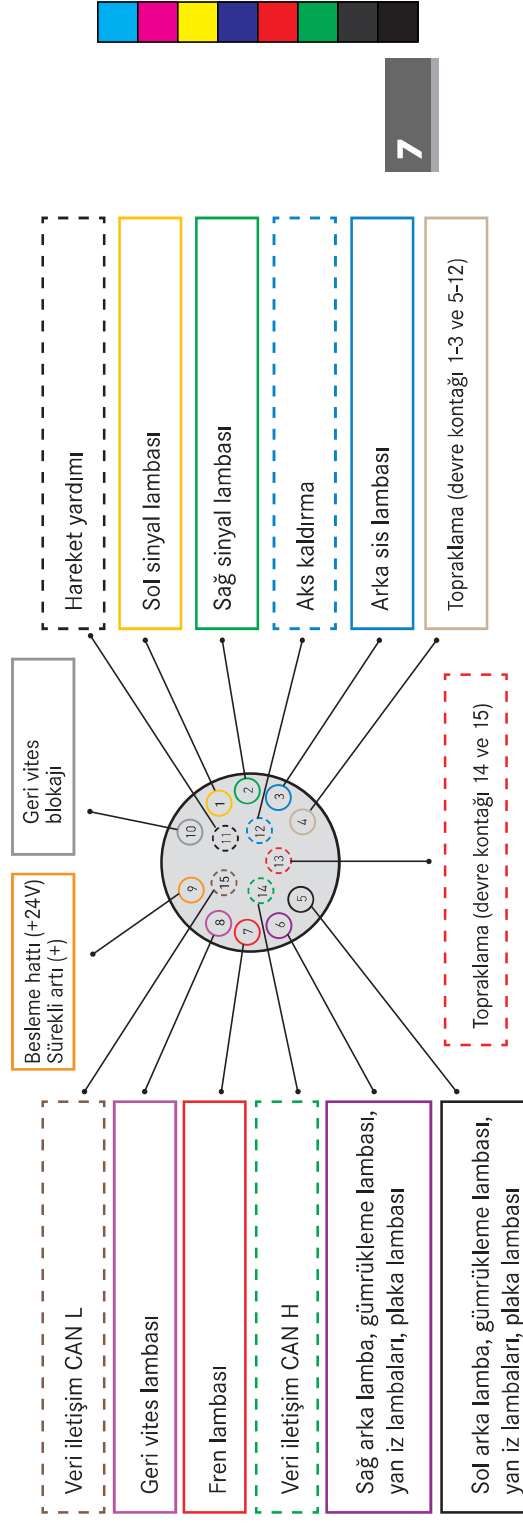 Veri iletişim CAN L
Geri vites lambası
Fren lambası
Veri iletişim CAN H
Sağ arka lamba, gümrükleme lambası,
yan iz lambaları, plaka lambası
Sol arka lamba, gümrükleme lambası,
yan iz lambaları, plaka lambası
Besleme hattı (+24V)
Sürekli artı (+)
Geri vites
blokajı
9
10
8
15
11
1
7
14
12
2
6
13
3
5
4
Topraklama (devre kontağı 14 ve 15)
Hareket yardımı
Sol sinyal lambası
Sağ sinyal lambası
Aks kaldırma
Arka sis lambası
Topraklama (devre kontağı 1-3 ve 5-12)
7